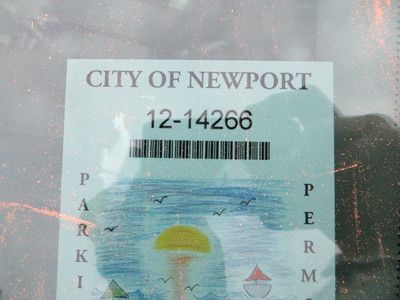 CITY OF NEWPORT
12-14266
PARKI
PERM